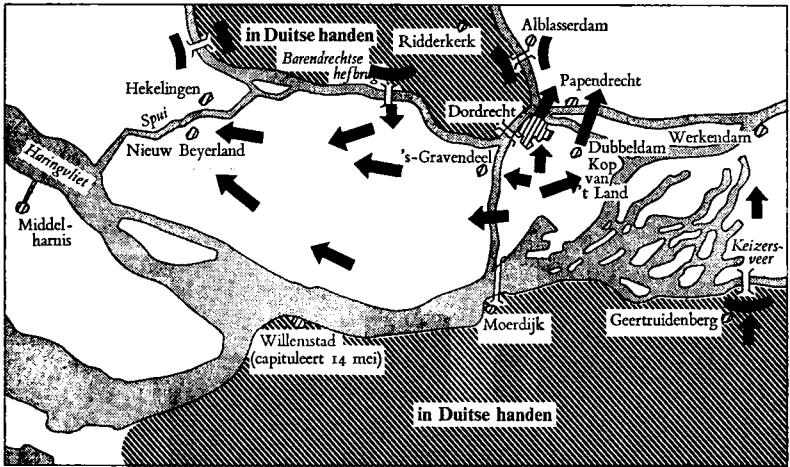 in Duitse handen
Barendrechtse
hefbrug
Ridderkerk
Alblasserdam
Hekelingen
Papendrecht
Spui
Dordrecht
Nieuw Beyerland
's-Gravendeel
Dubbeldam
Kop
van
't Land
Werkendam
Haringvliet
Middel-
harnis
Keizers-
veer
Willemstad
(capituleert 14 mei)
Moerdijk
Geertruidenberg
in Duitse handen